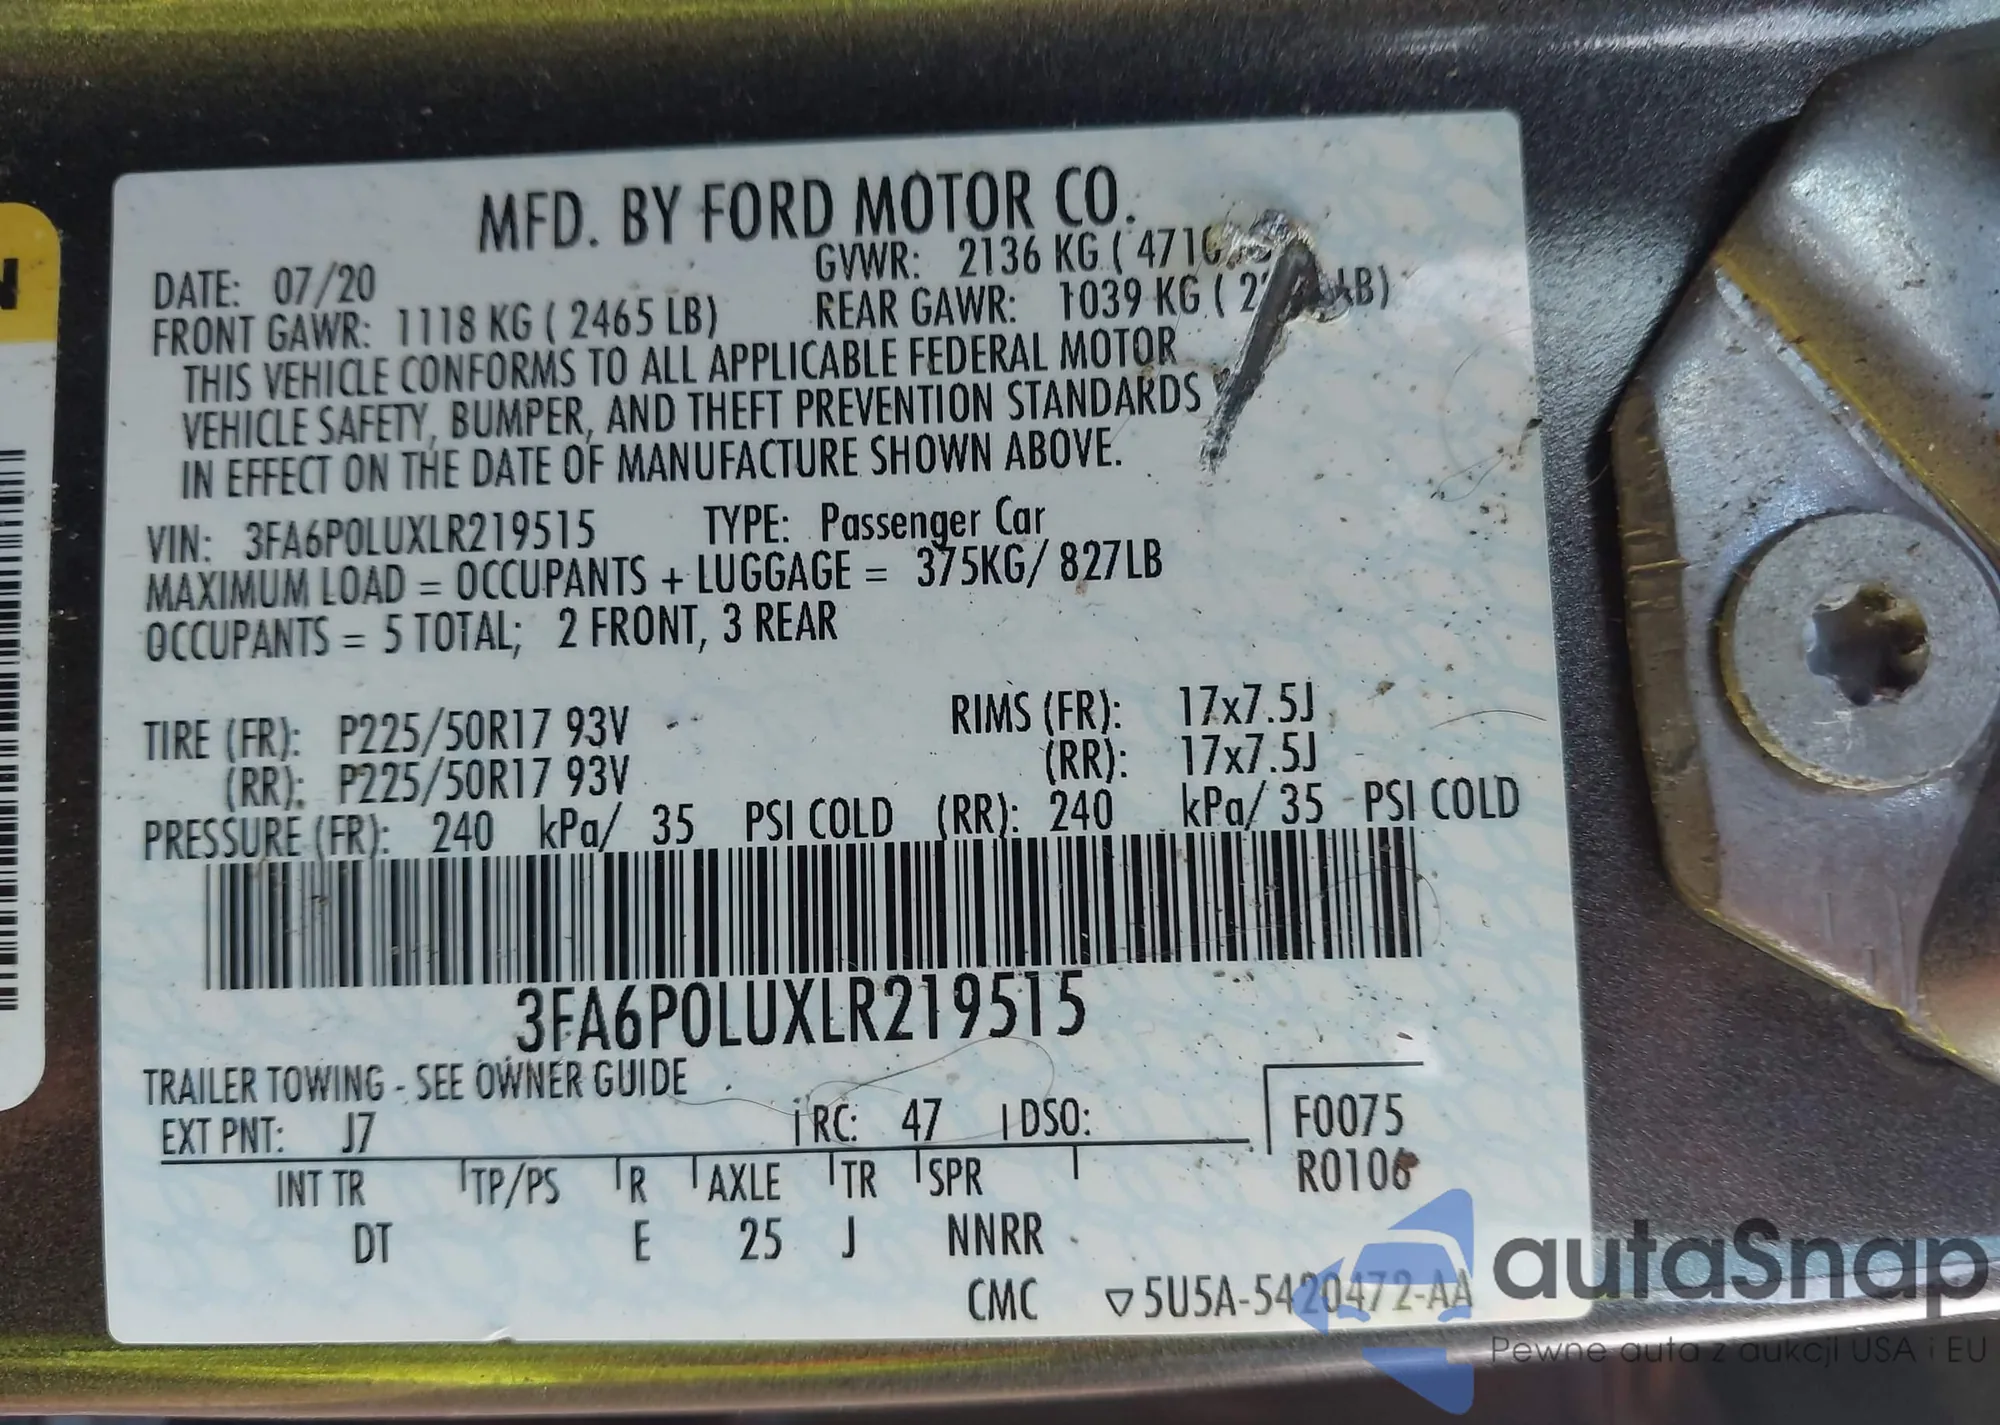 MFD. BY FORD MOTOR CO.
DATE: 07/20 GVWR: 2136 KG
FRONT GAWR: 1118 KG ( 2465 LB) REAR GAWR: 1039 KG ( LB)
THIS VEHICLE CONFORMS TO ALL APPLICABLE FEDERAL MOTOR
VEHICLE SAFETY, BUMPER, AND THEFT PREVENTION STANDARDS
IN EFFECT ON THE DATE OF MANUFACTURE SHOWN ABOVE.
VIN: 3FA6P0LUXLR219515 TYPE: Passenger Car
MAXIMUM LOAD = OCCUPANTS + LUGGAGE = 375KG/ 827LB
OCCUPANTS = 5 TOTAL; 2 FRONT, 3 REAR
TIRE (FR): P225/50R17 93V RIMS (FR): 17x7.5J
(RR): P225/50R17 93V (RR): 17x7.5J
PRESSURE (FR): 240 kPa/ 35 PSI COLD (RR): 240 kPa/ 35 PSI COLD
3FA6P0LUXLR219515
TRAILER TOWING - SEE OWNER GUIDE
EXT PNT: J7 RC: 47 DSO: F0075
R0106
INT TR TP/PS R AXLE TR SPR
DT E 25 J NNRR
CMC ▽5U5A-5420472-AA
autaSnap
Pewne auta z aukcji USA i EU